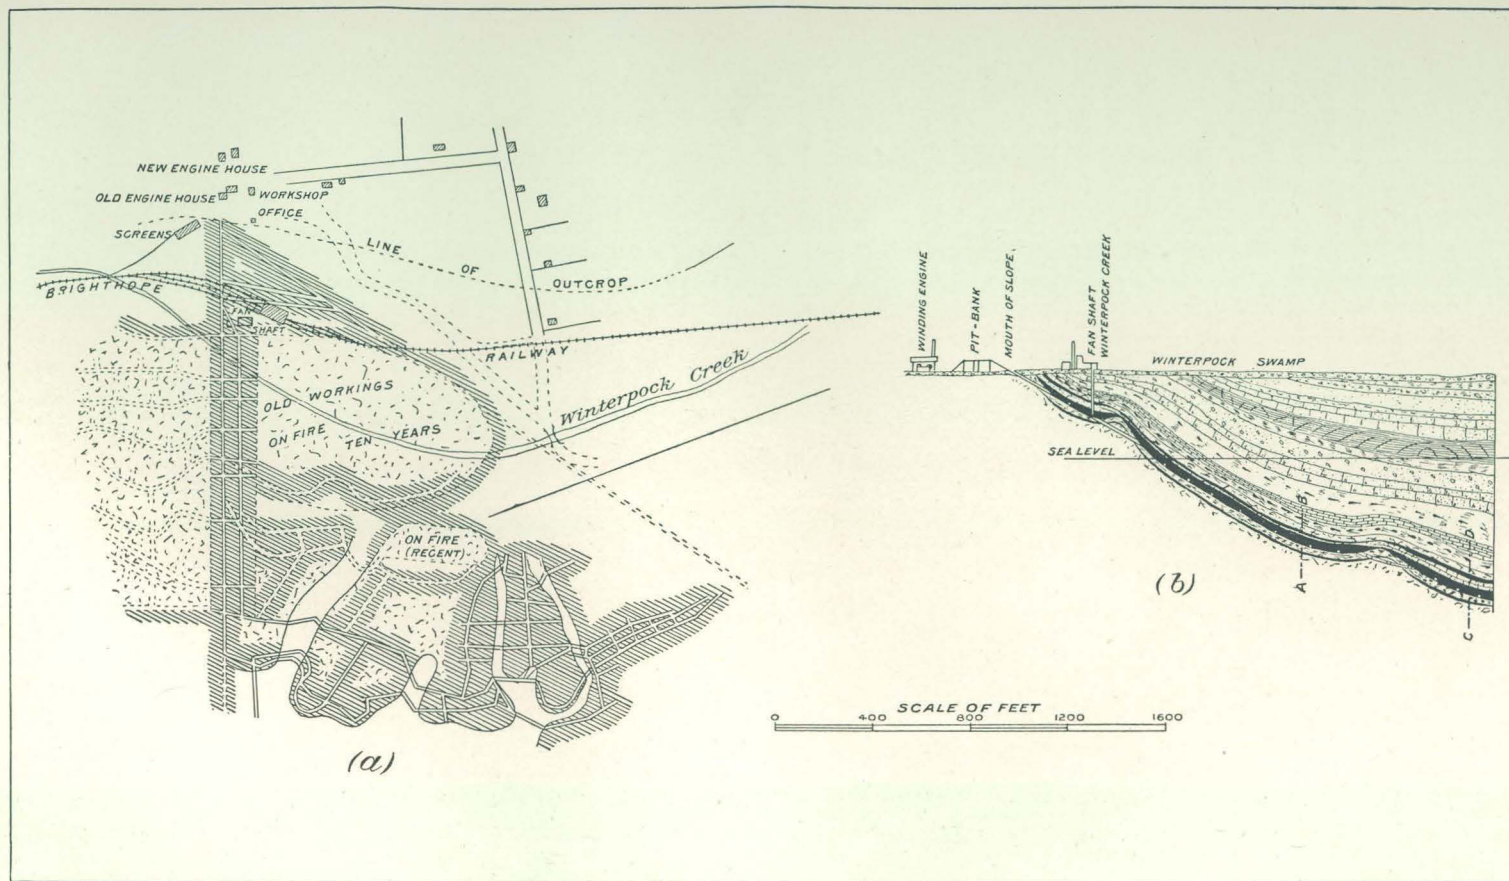 NEW ENGINE HOUSE
OLD ENGINE HOUSE
WORKSHOP
OFFICE
SCREENS
LINE OF OUTCROP
BRIGHTHOPE RAILWAY
FAN SHAFT
OLD WORKINGS
ON FIRE TEN YEARS
Winterpock Creek
ON FIRE
(RECENT)
(a)
WINDING ENGINE
PIT-BANK
MOUTH OF SLOPE,
FAN SHAFT
WINTERPOCK CREEK
WINTERPOCK SWAMP
SEA LEVEL
A
B
C
D
(b)
SCALE OF FEET
0 400 800 1200 1600